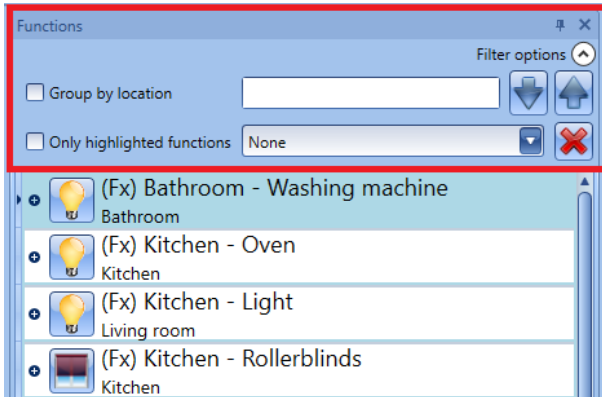 Functions
Filter options
Group by location
Only highlighted functions None
(Fx) Bathroom - Washing machine
Bathroom
(Fx) Kitchen - Oven
Kitchen
(Fx) Kitchen - Light
Living room
(Fx) Kitchen - Rollerblinds
Kitchen